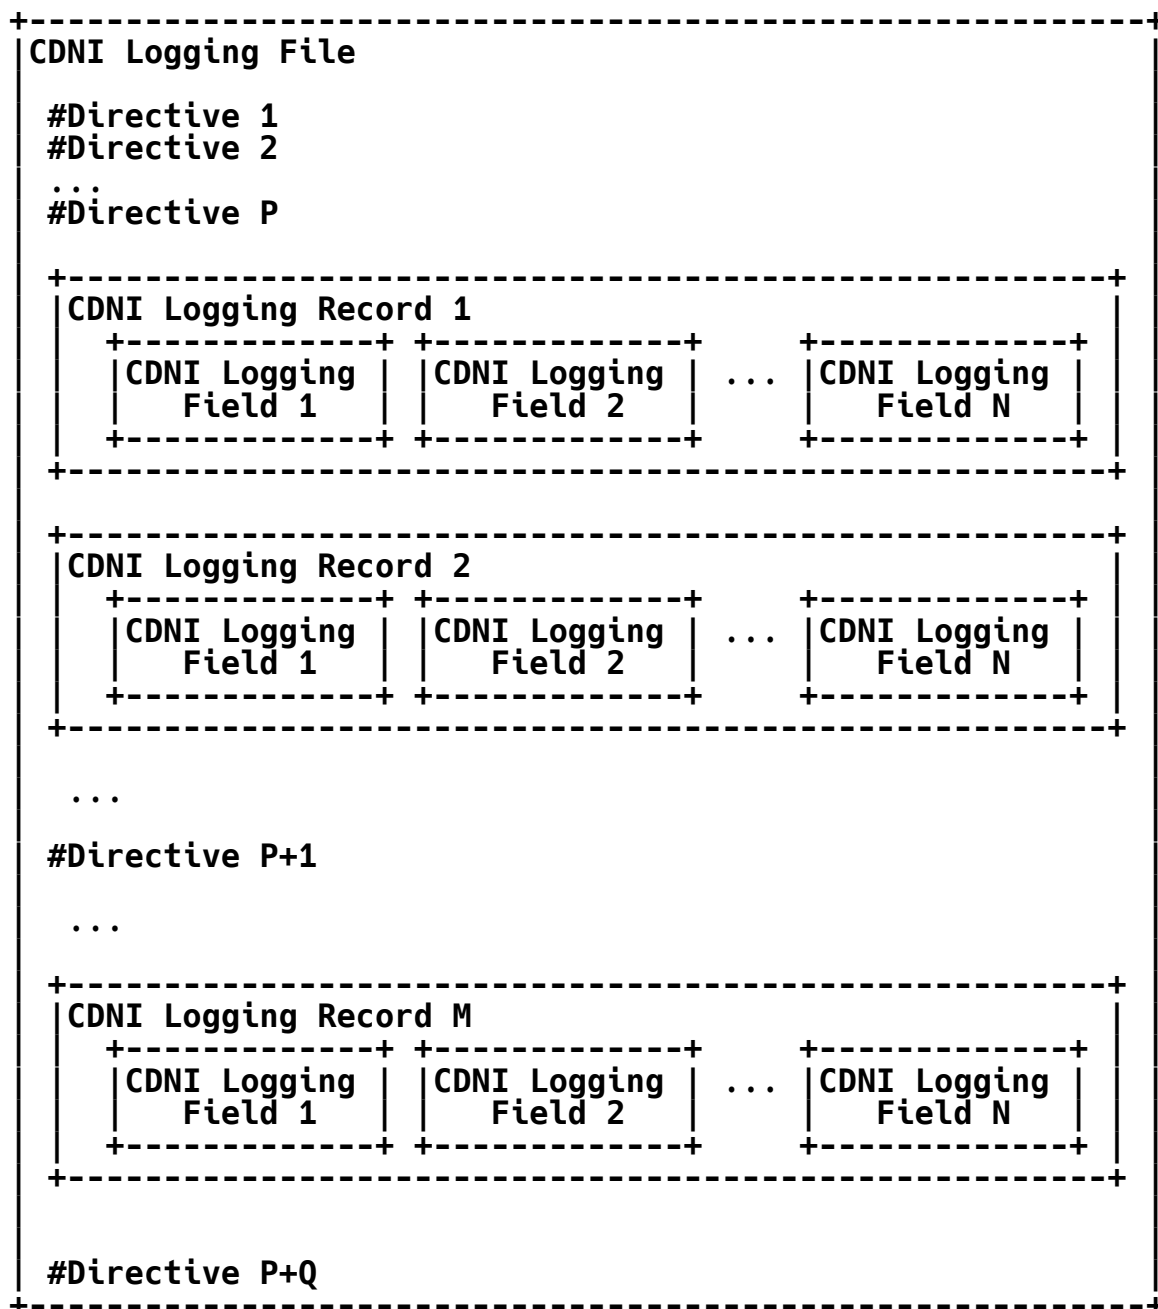 CDNI Logging File
#Directive 1
#Directive 2
...
#Directive P
CDNI Logging Record 1
CDNI Logging CDNI Logging ... CDNI Logging
Field 1 Field 2 Field N
CDNI Logging Record 2
CDNI Logging CDNI Logging ... CDNI Logging
Field 1 Field 2 Field N
...
#Directive P+1
...
CDNI Logging Record M
CDNI Logging CDNI Logging ... CDNI Logging
Field 1 Field 2 Field N
#Directive P+Q